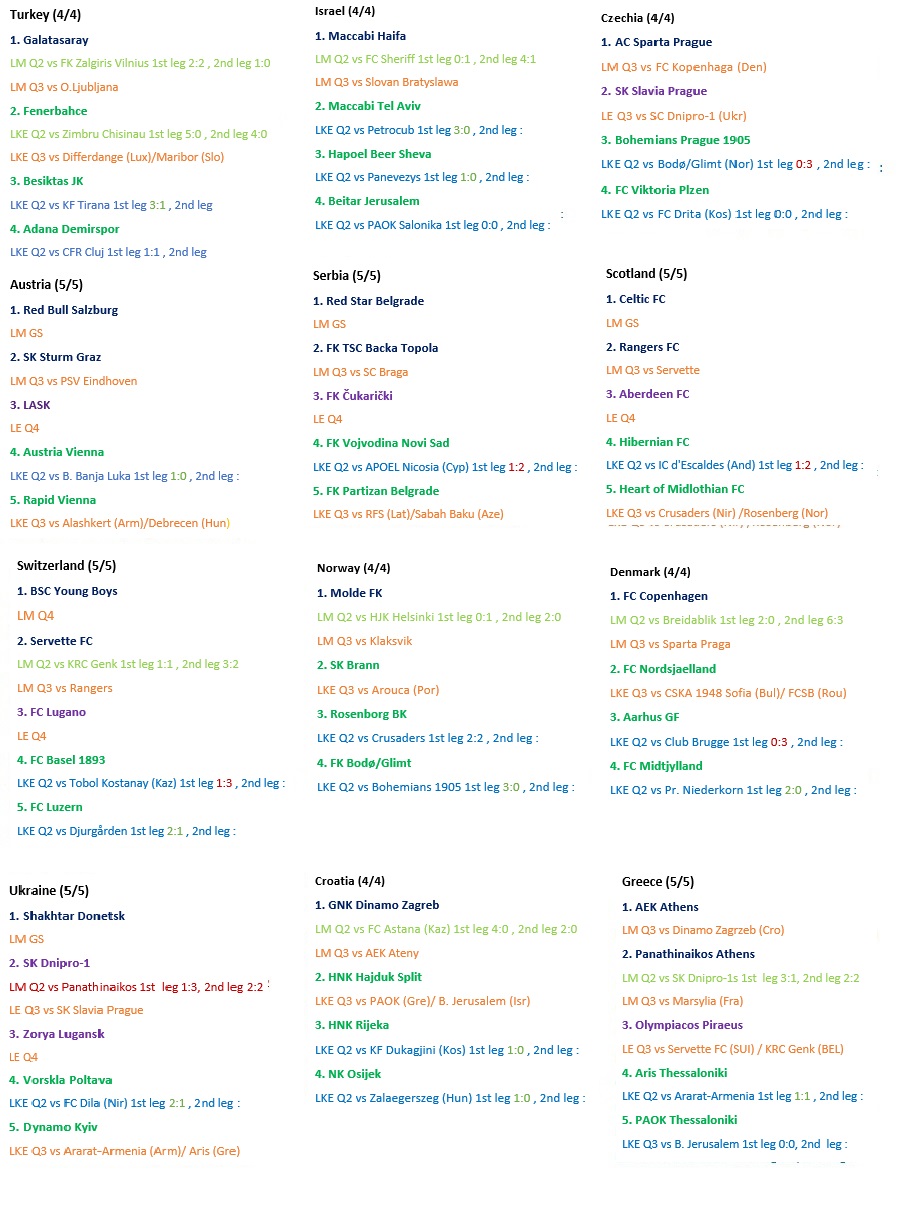 Turkey (4/4)
1. Galatasaray
LM Q2 vs FK Zalgiris Vilnius 1st leg 2:2 , 2nd leg 1:0
LM Q3 vs O.Ljubljana
2. Fenerbahce
LKE Q2 vs Zimbru Chisinau 1st leg 5:0 , 2nd leg 4:0
LKE Q3 vs Differdange (Lux)/Maribor (Slo)
3. Besiktas JK
LKE Q2 vs KF Tirana 1st leg 3:1 , 2nd leg
4. Adana Demirspor
LKE Q2 vs CFR Cluj 1st leg 1:1 , 2nd leg
Israel (4/4)
1. Maccabi Haifa
LM Q2 vs FC Sheriff 1st leg 0:1 , 2nd leg 4:1
LM Q3 vs Slovan Bratyslawa
2. Maccabi Tel Aviv
LKE Q2 vs Petrocub 1st leg 3:0 , 2nd leg :
3. Hapoel Beer Sheva
LKE Q2 vs Panevezys 1st leg 1:0 , 2nd leg :
4. Beitar Jerusalem
LKE Q2 vs PAOK Salonika 1st leg 0:0 , 2nd leg :
:
Czechia (4/4)
1. AC Sparta Prague
LM Q3 vs FC Kopenhaga (Den)
2. SK Slavia Prague
LE Q3 vs SC Dnipro-1 (Ukr)
3. Bohemians Prague 1905
LKE Q2 vs Bodø/Glimt (Nor) 1st leg 0:3 , 2nd leg : :
4. FC Viktoria Plzen
LKE Q2 vs FC Drita (Kos) 1st leg 0:0 , 2nd leg :
Austria (5/5)
1. Red Bull Salzburg
LM GS
2. SK Sturm Graz
LM Q3 vs PSV Eindhoven
3. LASK
LE Q4
4. Austria Vienna
LKE Q2 vs B. Banja Luka 1st leg 1:0 , 2nd leg :
5. Rapid Vienna
LKE Q3 vs Alashkert (Arm)/Debrecen (Hun)
Serbia (5/5)
1. Red Star Belgrade
LM GS
2. FK TSC Backa Topola
LM Q3 vs SC Braga
3. FK Čukarički
LE Q4
4. FK Vojvodina Novi Sad
LKE Q2 vs APOEL Nicosia (Cyp) 1st leg 1:2 , 2nd leg :
5. FK Partizan Belgrade
LKE Q3 vs RFS (Lat)/Sabah Baku (Aze)
Scotland (5/5)
1. Celtic FC
LM GS
2. Rangers FC
LM Q3 vs Servette
3. Aberdeen FC
LE Q4
4. Hibernian FC
LKE Q2 vs IC d'Escaldes (And) 1st leg 1:2 , 2nd leg :
5. Heart of Midlothian FC
LKE Q3 vs Crusaders (Nir) /Rosenberg (Nor)
Switzerland (5/5)
1. BSC Young Boys
LM Q4
2. Servette FC
LM Q2 vs KRC Genk 1st leg 1:1 , 2nd leg 3:2
LM Q3 vs Rangers
3. FC Lugano
LE Q4
4. FC Basel 1893
LKE Q2 vs Tobol Kostanay (Kaz) 1st leg 1:3 , 2nd leg :
5. FC Luzern
LKE Q2 vs Djurgården 1st leg 2:1 , 2nd leg :
Norway (4/4)
1. Molde FK
LM Q2 vs HJK Helsinki 1st leg 0:1 , 2nd leg 2:0
LM Q3 vs Klaksvik
2. SK Brann
LKE Q3 vs Arouca (Por)
3. Rosenborg BK
LKE Q2 vs Crusaders 1st leg 2:2 , 2nd leg :
4. FK Bodø/Glimt
LKE Q2 vs Bohemians 1905 1st leg 3:0 , 2nd leg :
Denmark (4/4)
1. FC Copenhagen
LM Q2 vs Breidablik 1st leg 2:0 , 2nd leg 6:3
LM Q3 vs Sparta Praga
2. FC Nordsjaelland
LKE Q3 vs CSKA 1948 Sofia (Bul)/ FCSB (Rou)
3. Aarhus GF
LKE Q2 vs Club Brugge 1st leg 0:3 , 2nd leg :
4. FC Midtjylland
LKE Q2 vs Pr. Niederkorn 1st leg 2:0 , 2nd leg :
Ukraine (5/5)
1. Shakhtar Donetsk
LM GS
2. SK Dnipro-1
LM Q2 vs Panathinaikos 1st leg 1:3, 2nd leg 2:2 :
LE Q3 vs SK Slavia Prague
3. Zorya Lugansk
LE Q4
4. Vorskla Poltava
LKE Q2 vs FC Dila (Nir) 1st leg 2:1 , 2nd leg :
5. Dynamo Kyiv
LKE Q3 vs Ararat-Armenia (Arm)/ Aris (Gre)
Croatia (4/4)
1. GNK Dinamo Zagreb
LM Q2 vs FC Astana (Kaz) 1st leg 4:0 , 2nd leg 2:0
LM Q3 vs AEK Ateny
2. HNK Hajduk Split
LKE Q3 vs PAOK (Gre)/ B. Jerusalem (Isr)
3. HNK Rijeka
LKE Q2 vs KF Dukagjini (Kos) 1st leg 1:0 , 2nd leg :
4. NK Osijek
LKE Q2 vs Zalaegerszeg (Hun) 1st leg 1:0 , 2nd leg :
Greece (5/5)
1. AEK Athens
LM Q3 vs Dinamo Zagrzeb (Cro)
2. Panathinaikos Athens
LM Q2 vs SK Dnipro-1s 1st leg 3:1, 2nd leg 2:2
LM Q3 vs Marsylia (Fra)
3. Olympiacos Piraeus
LE Q3 vs Servette FC (SUI) / KRC Genk (BEL)
4. Aris Thessaloniki
LKE Q2 vs Ararat-Armenia 1st leg 1:1 , 2nd leg :
5. PAOK Thessaloniki
LKE Q3 vs B. Jerusalem 1st leg 0:0, 2nd leg :